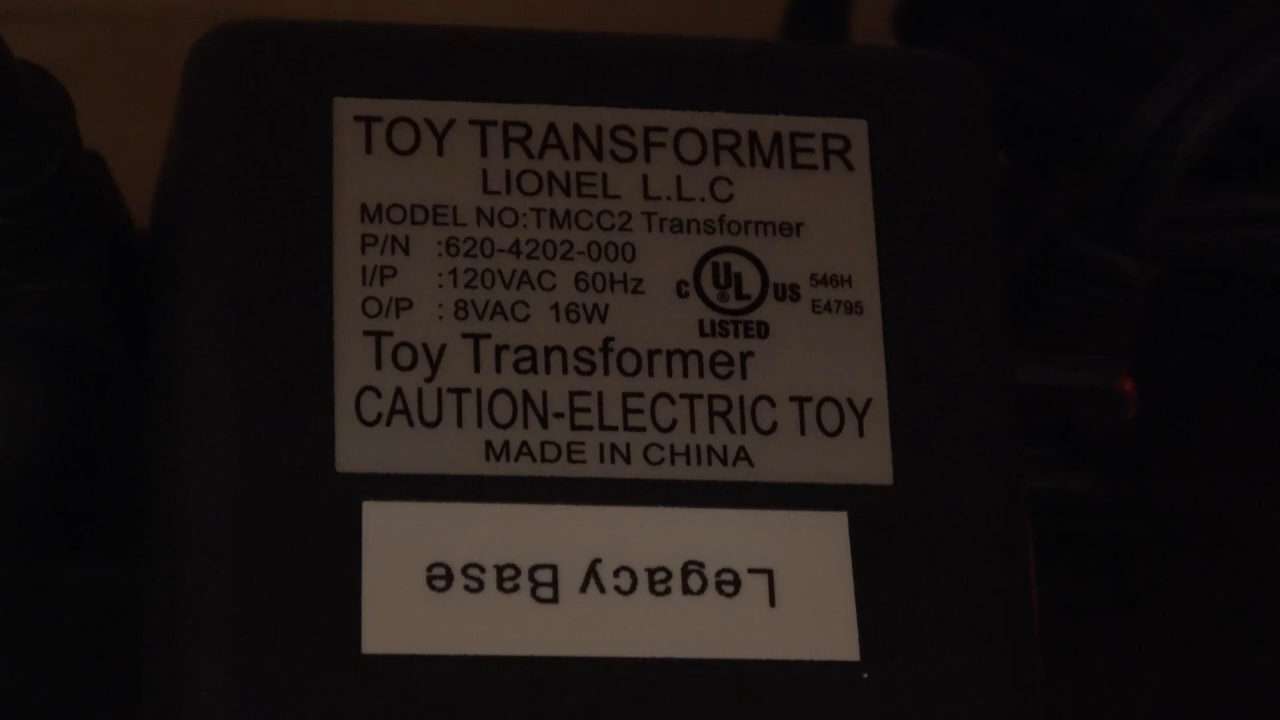 TOY TRANSFORMER
LIONEL L.L.C
MODEL NO:TMCC2 Transformer
P/N :620-4202-000
I/P :120VAC 60Hz
O/P : 8VAC 16W
C UL ® US
LISTED
546H
E4795
Toy Transformer
CAUTION-ELECTRIC TOY
MADE IN CHINA
Legacy Base